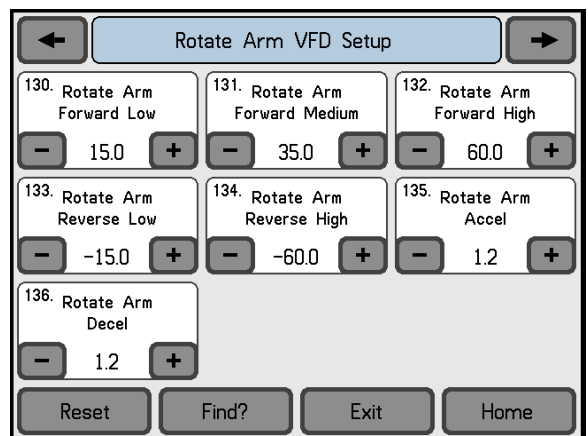 Rotate Arm VFD Setup
130. Rotate Arm
Forward Low
− 15.0 +
131. Rotate Arm
Forward Medium
− 35.0 +
132. Rotate Arm
Forward High
− 60.0 +
133. Rotate Arm
Reverse Low
− -15.0 +
134. Rotate Arm
Reverse High
− -60.0 +
135. Rotate Arm
Accel
− 1.2 +
136. Rotate Arm
Decel
− 1.2 +
Reset
Find?
Exit
Home